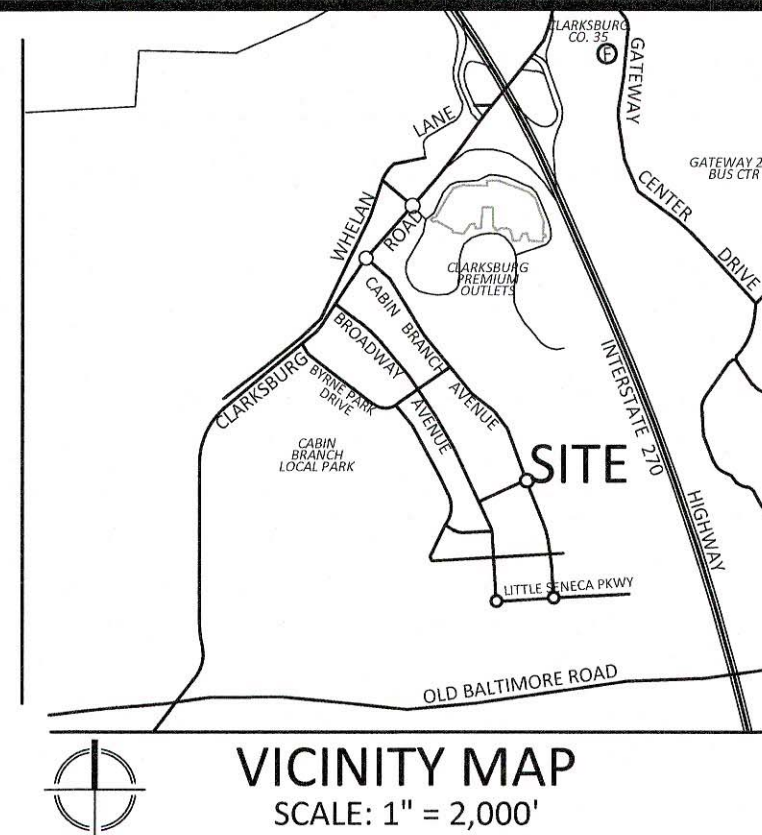 CLARKSBURG
CO. 35
F
GATEWAY
CENTER
DRIVE
GATEWAY 2
BUS CTR
LANE
WHELAN
ROAD
CLARKSBURG
PREMIUM
OUTLETS
CABIN
BRANCH
AVENUE
BROADWAY
AVENUE
BYRNE PARK
DRIVE
CLARKSBURG
CABIN
BRANCH
LOCAL PARK
SITE
INTERSTATE 270
HIGHWAY
LITTLE SENECA PKWY
OLD BALTIMORE ROAD
VICINITY MAP
SCALE: 1" = 2,000'